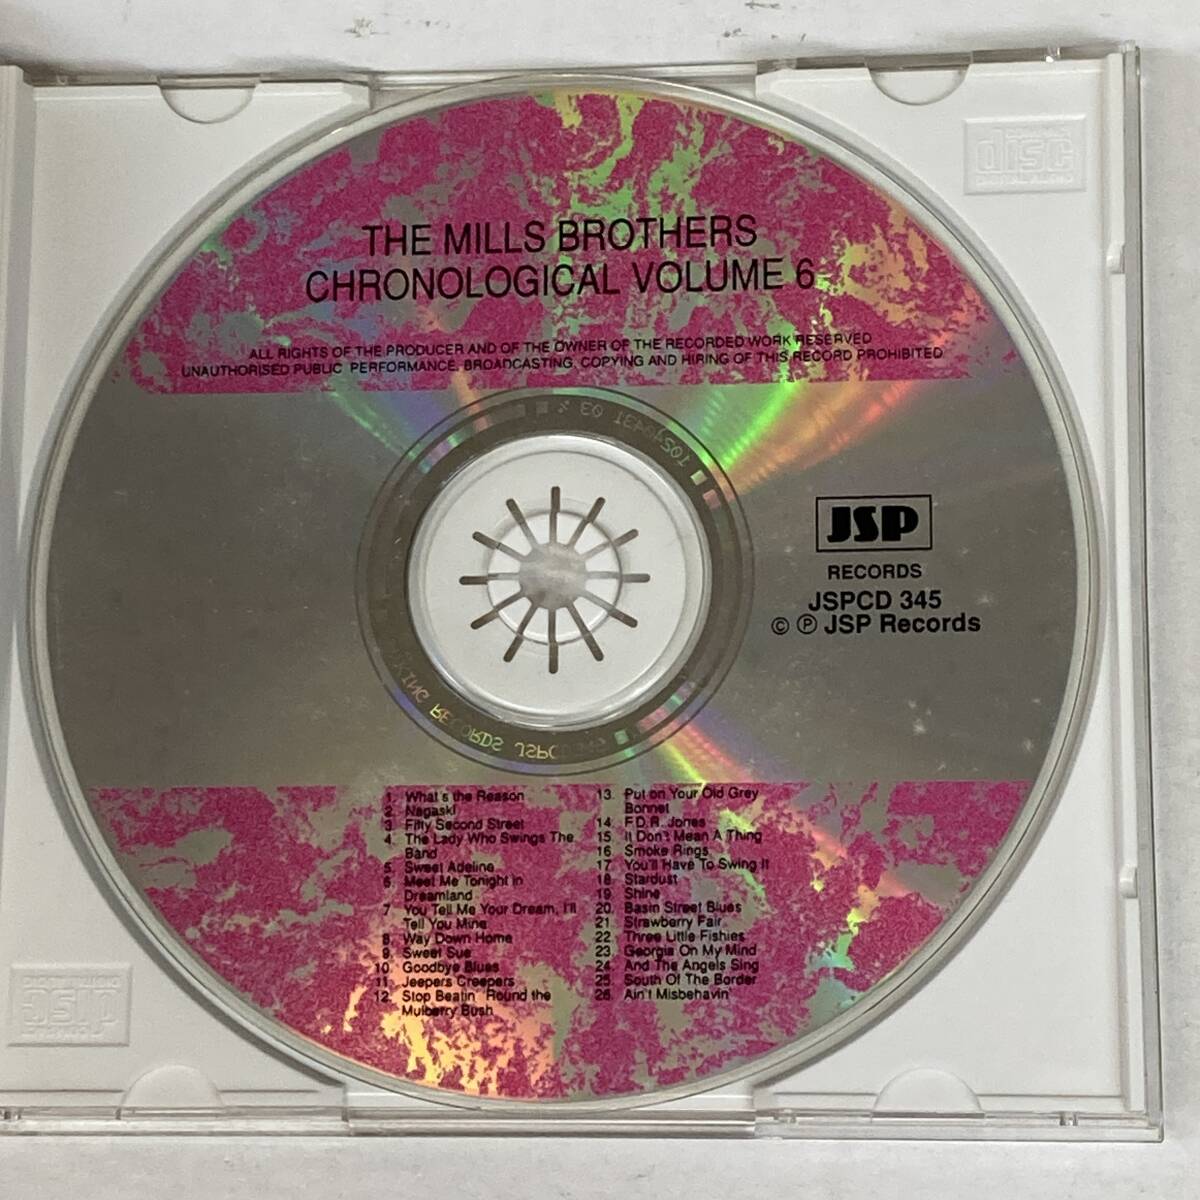 THE MILLS BROTHERS
CHRONOLOGICAL VOLUME 6
ALL RIGHTS OF THE PRODUCER AND OF THE OWNER OF THE RECORDED WORK RESERVED
UNAUTHORISED PUBLIC PERFORMANCE, BROADCASTING, COPYING AND HIRING OF THIS RECORD PROHIBITED
JSP
RECORDS
JSPCD 345
© ℗ JSP Records
1. What's the Reason
2. Nagaski
3. Fifty Second Street
4. The Lady Who Swings The
Band
5. Sweet Adeline
6. Meet Me Tonight in
Dreamland
7. You Tell Me Your Dream, I'll
Tell You Mine
8. Way Down Home
9. Sweet Sue
10. Goodbye Blues
11. Jeepers Creepers
12. Stop Beatin' 'Round the
Mulberry Bush
13. Put on Your Old Grey
Bonnet
14. F.D.R. Jones
15. It Don't Mean A Thing
16. Smoke Rings
17. You'll Have To Swing It
18. Stardust
19. Shine
20. Basin Street Blues
21. Strawberry Fair
22. Three Little Fishies
23. Georgia On My Mind
24. And The Angels Sing
25. South Of The Border
26. Ain't Misbehavin'
disc